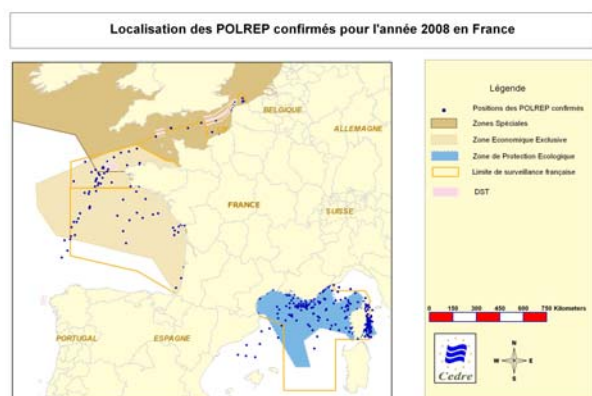 Localisation des POLREP confirmés pour l'année 2008 en France
BELGIQUE
ALLEMAGNE
FRANCE
SUISSE
PORTUGAL
ESPAGNE
Légende
Positions des POLREP confirmés
Zones Spéciales
Zone Economique Exclusive
Zone de Protection Ecologique
Limite de surveillance française
DST
0 150 300 450 600 750 Kilometers
Cedre
N
W E
S